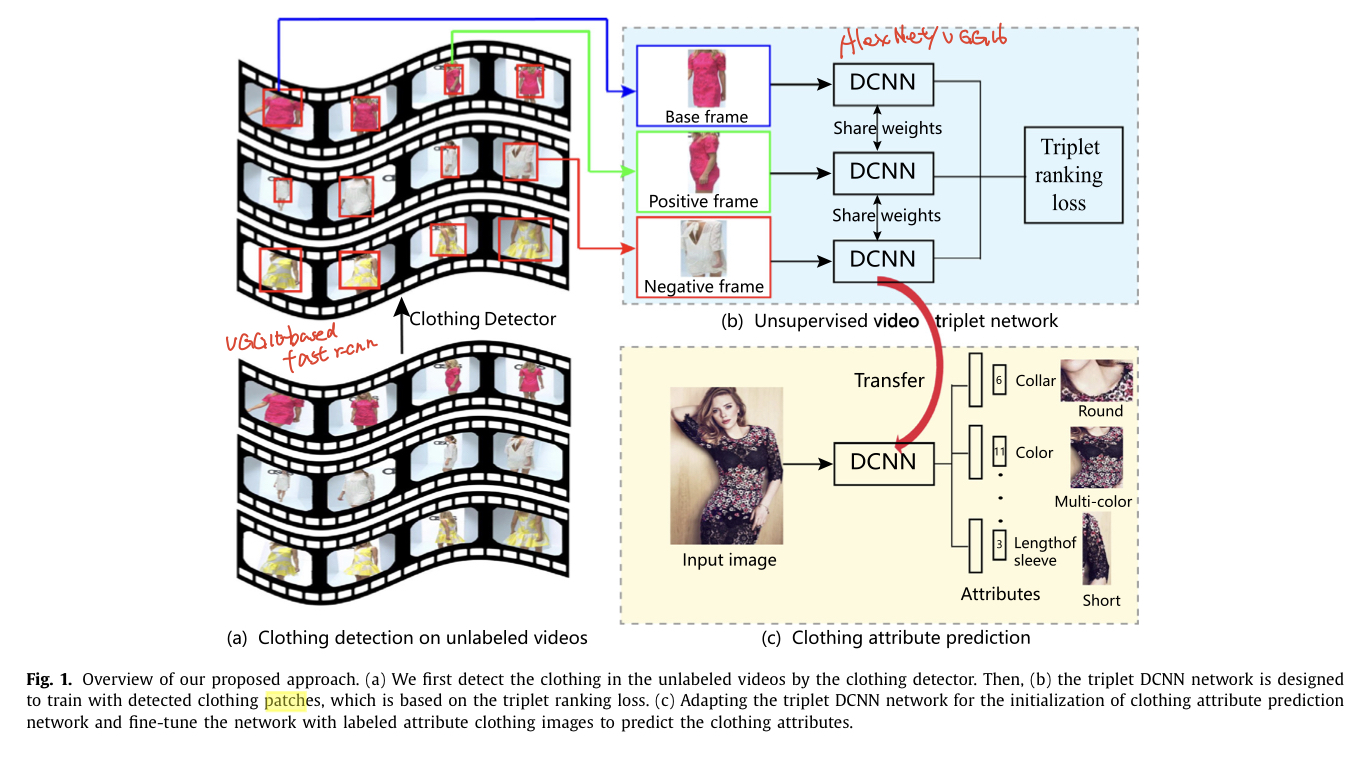 AlexNet/VGG16
Base frame
DCNN
Share weights
Positive frame
DCNN
Triplet
ranking
loss
Share weights
Negative frame
DCNN
Clothing Detector
VGG16-based
fast rcnn
(b) Unsupervised video triplet network
Transfer
DCNN
Input image
6
Collar
Round
11
Color
Multi-color
3
Lengthof
sleeve
Short
Attributes
(a) Clothing detection on unlabeled videos
(c) Clothing attribute prediction
Fig. 1. Overview of our proposed approach. (a) We first detect the clothing in the unlabeled videos by the clothing detector. Then, (b) the triplet DCNN network is designed
to train with detected clothing patches, which is based on the triplet ranking loss. (c) Adapting the triplet DCNN network for the initialization of clothing attribute prediction
network and fine-tune the network with labeled attribute clothing images to predict the clothing attributes.